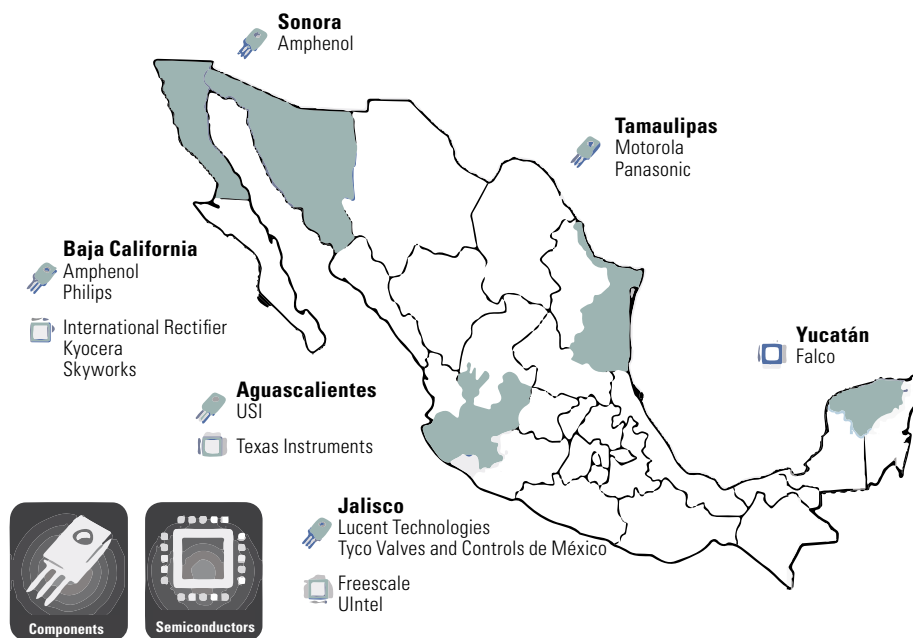 Sonora
Amphenol
Tamaulipas
Motorola
Panasonic
Baja California
Amphenol
Philips
International Rectifier
Kyocera
Skyworks
Yucatán
Falco
Aguascalientes
USI
Texas Instruments
Jalisco
Lucent Technologies
Tyco Valves and Controls de México
Freescale
UIntel
Components
Semiconductors